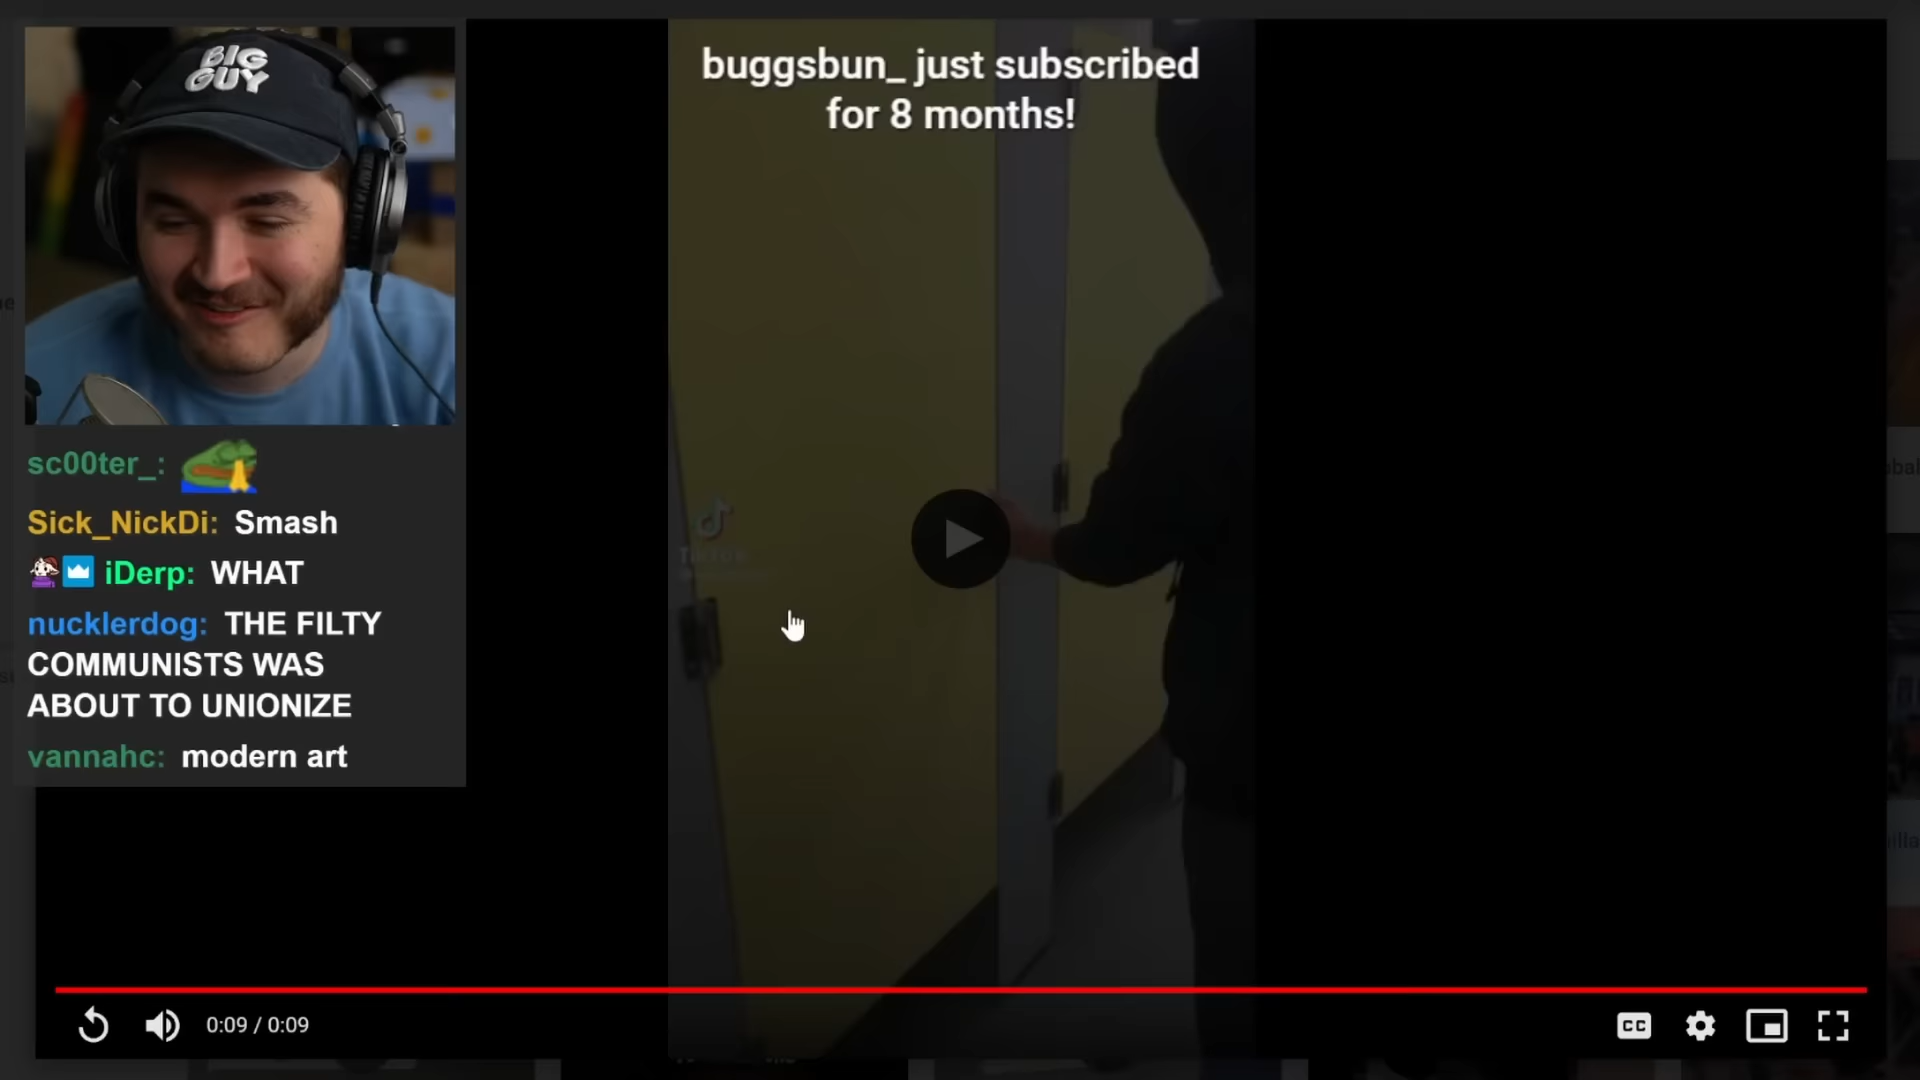 BIG
GUY
buggsbun_ just subscribed
for 8 months!
sc00ter_:
Sick_NickDi: Smash
iDerp: WHAT
nucklerdog: THE FILTY
COMMUNISTS WAS
ABOUT TO UNIONIZE
vannahc: modern art
TikTok
0:09 / 0:09
CC